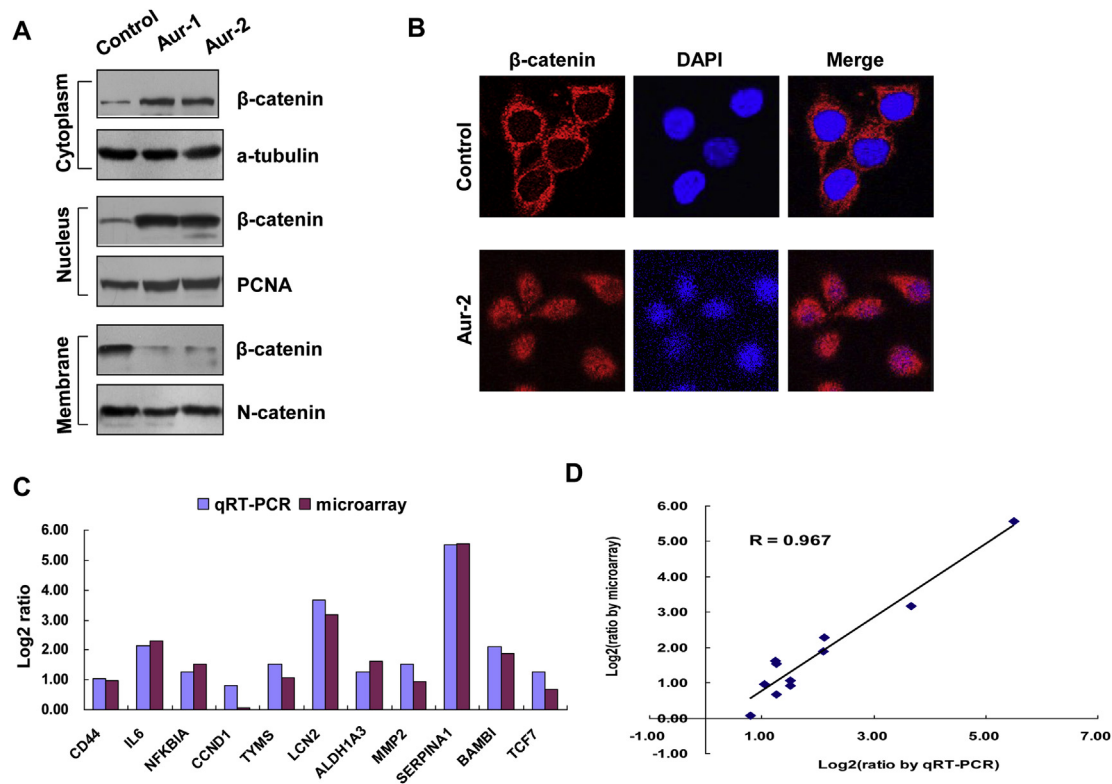 A
Control
Aur-1
Aur-2
Cytoplasm
β-catenin
a-tubulin
Nucleus
β-catenin
PCNA
Membrane
β-catenin
N-catenin
B
β-catenin
DAPI
Merge
Control
Aur-2
C
qRT-PCR
microarray
Log2 ratio
6.00
5.00
4.00
3.00
2.00
1.00
0.00
CD44
IL6
NFKBIA
CCND1
TYMS
LCN2
ALDH1A3
MMP2
SERPINA1
BAMBI
TCF7
D
R = 0.967
Log2(ratio by microarray)
6.00
5.00
4.00
3.00
2.00
1.00
0.00
-1.00
-1.00
1.00
3.00
5.00
7.00
Log2(ratio by qRT-PCR)